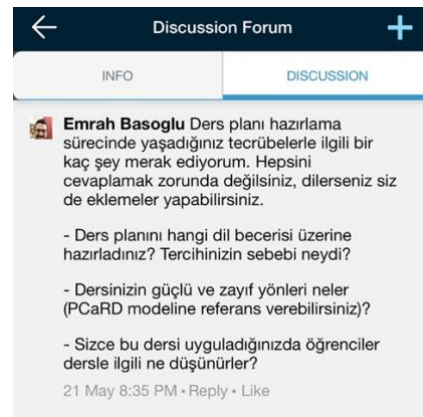 Discussion Forum
INFO
DISCUSSION
Emrah Basoglu Ders planı hazırlama
sürecinde yaşadığınız tecrübelerle ilgili bir
kaç şey merak ediyorum. Hepsini
cevaplamak zorunda değilsiniz, dilerseniz siz
de eklemeler yapabilirsiniz.
- Ders planını hangi dil becerisi üzerine
hazırladınız? Tercihinizin sebebi neydi?
- Dersinizin güçlü ve zayıf yönleri neler
(PCaRD modeline referans verebilirsiniz)?
- Sizce bu dersi uyguladığınızda öğrenciler
dersle ilgili ne düşünürler?
21 May 8:35 PM • Reply • Like